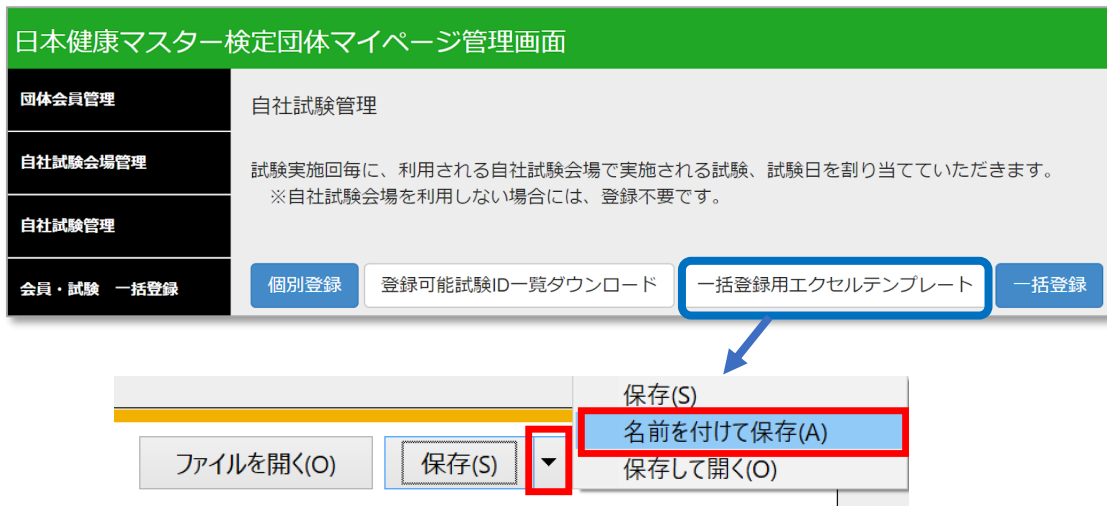 日本健康マスター検定団体マイページ管理画面
団体会員管理
自社試験会場管理
自社試験管理
会員・試験　一括登録
自社試験管理
試験実施回毎に、利用される自社試験会場で実施される試験、試験日を割り当てていただきます。
※自社試験会場を利用しない場合には、登録不要です。
個別登録
登録可能試験ID一覧ダウンロード
一括登録用エクセルテンプレート
一括登録
保存(S)
名前を付けて保存(A)
保存して開く(O)
ファイルを開く(O)
保存(S)